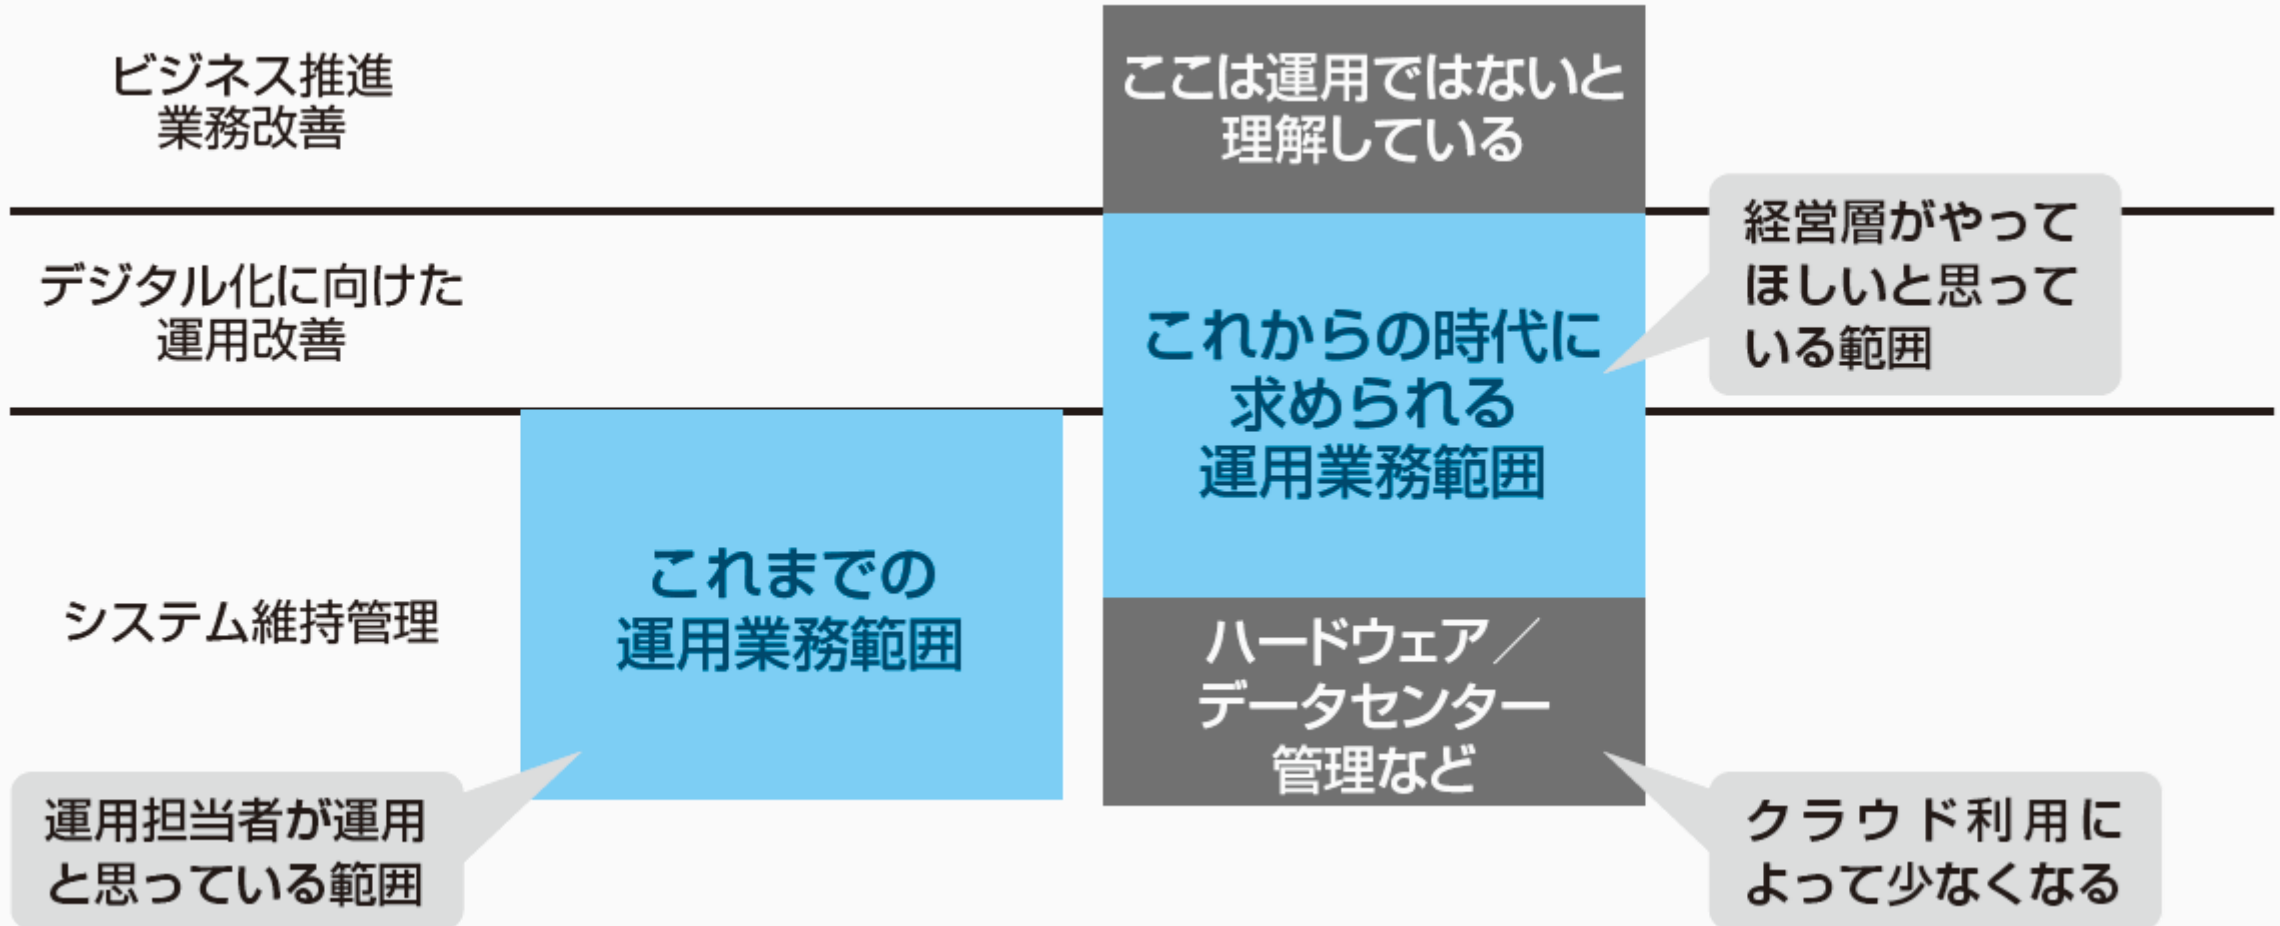 ビジネス推進
業務改善
ここは運用ではないと
理解している
経営層がやって
ほしいと思って
いる範囲
デジタル化に向けた
運用改善
これからの時代に
求められる
運用業務範囲
システム維持管理
これまでの
運用業務範囲
ハードウェア／
データセンター
管理など
運用担当者が運用
と思っている範囲
クラウド利用に
よって少なくなる